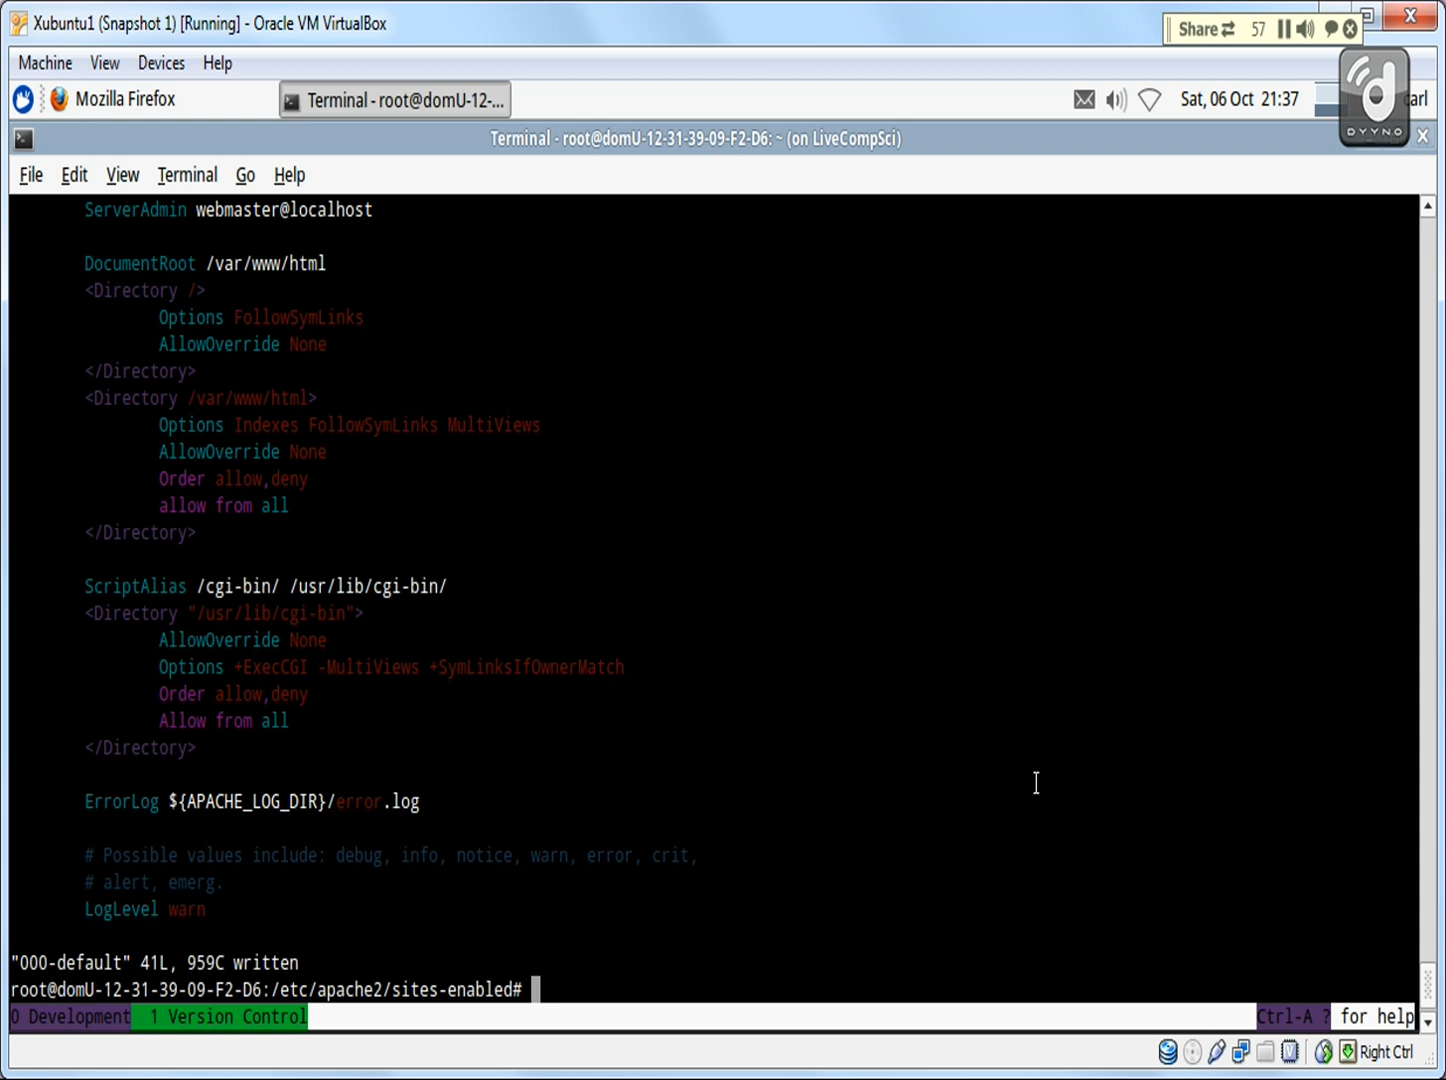 Xubuntu1 (Snapshot 1) [Running] - Oracle VM VirtualBox
Share 57
Machine View Devices Help
Mozilla Firefox
Terminal - root@domU-12-...
Sat, 06 Oct 21:37
arl
DYYNO
Terminal - root@domU-12-31-39-09-F2-D6: ~ (on LiveCompSci)
File Edit View Terminal Go Help
ServerAdmin webmaster@localhost
DocumentRoot /var/www/html
<Directory />
Options FollowSymLinks
AllowOverride None
</Directory>
<Directory /var/www/html>
Options Indexes FollowSymLinks MultiViews
AllowOverride None
Order allow,deny
allow from all
</Directory>
ScriptAlias /cgi-bin/ /usr/lib/cgi-bin/
<Directory "/usr/lib/cgi-bin">
AllowOverride None
Options +ExecCGI -MultiViews +SymLinksIfOwnerMatch
Order allow,deny
Allow from all
</Directory>
ErrorLog ${APACHE_LOG_DIR}/error.log
# Possible values include: debug, info, notice, warn, error, crit,
# alert, emerg.
LogLevel warn
"000-default" 41L, 959C written
root@domU-12-31-39-09-F2-D6:/etc/apache2/sites-enabled#
0 Development 1 Version Control Ctrl-A ? for help
Right Ctrl